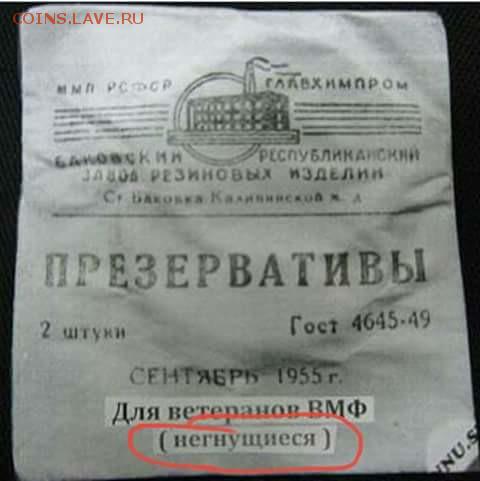 COINS.LAVE.RU
ММП РСФСР ГЛАВХИМПРОМ
БАКОВСКИЙ РЕСПУБЛИКАНСКИЙ
ЗАВОД РЕЗИНОВЫХ ИЗДЕЛИЙ
Ст Баковка Калининской ж. д
ПРЕЗЕРВАТИВЫ
2 штуки Гост 4645-49
СЕНТЯБРЬ 1955 г.
Для ветеранов ВМФ
( негнущиеся )